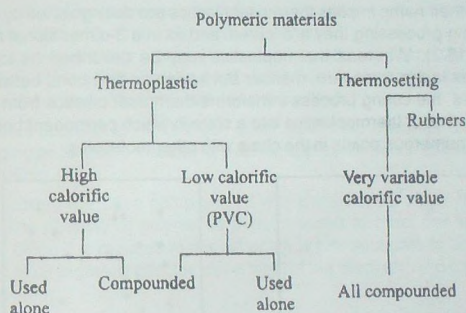 Polymeric materials
Thermoplastic
Thermosetting
Rubbers
High
calorific
value
Low calorific
value
(PVC)
Very variable
calorific value
Used
alone
Compounded
Used
alone
All compounded